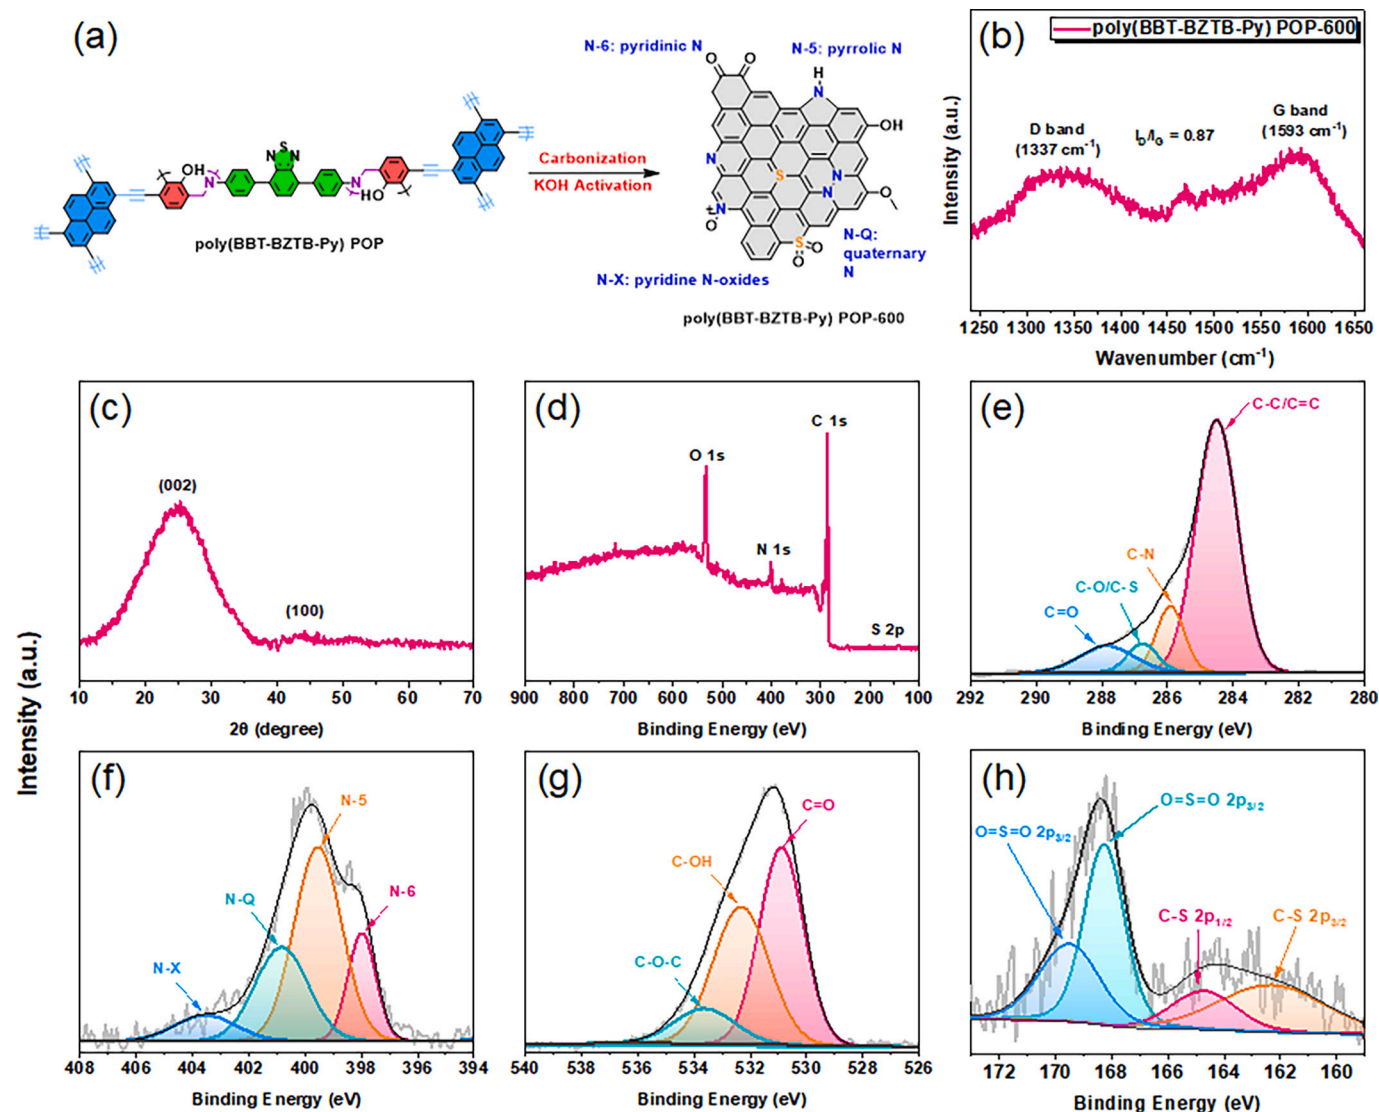 (a)
N-6: pyridinic N
N-5: pyrrolic N
O
O
H
N
OH
S
N
N
OH
N
N
HO
Carbonization
KOH Activation
N
S
N
N
O
N+
O-
S
O
O
N-Q:
quaternary
N
N-X: pyridine N-oxides
poly(BBT-BZTB-Py) POP
poly(BBT-BZTB-Py) POP-600
(b)
poly(BBT-BZTB-Py) POP-600
D band
(1337 cm⁻¹)
I_D/I_G = 0.87
G band
(1593 cm⁻¹)
Intensity (a.u.)
1250 1300 1350 1400 1450 1500 1550 1600 1650
Wavenumber (cm⁻¹)
Intensity (a.u.)
(c)
(002)
(100)
10 20 30 40 50 60 70
2θ (degree)
(d)
O 1s
N 1s
C 1s
S 2p
900 800 700 600 500 400 300 200 100
Binding Energy (eV)
(e)
C-C/C=C
C-N
C-O/C-S
C=O
292 290 288 286 284 282 280
Binding Energy (eV)
(f)
N-5
N-6
N-Q
N-X
408 406 404 402 400 398 396 394
Binding Energy (eV)
(g)
C=O
C-OH
C-O-C
540 538 536 534 532 530 528 526
Binding Energy (eV)
(h)
O=S=O 2p3/2
O=S=O 2p3/2
C-S 2p1/2
C-S 2p3/2
172 170 168 166 164 162 160
Binding Energy (eV)